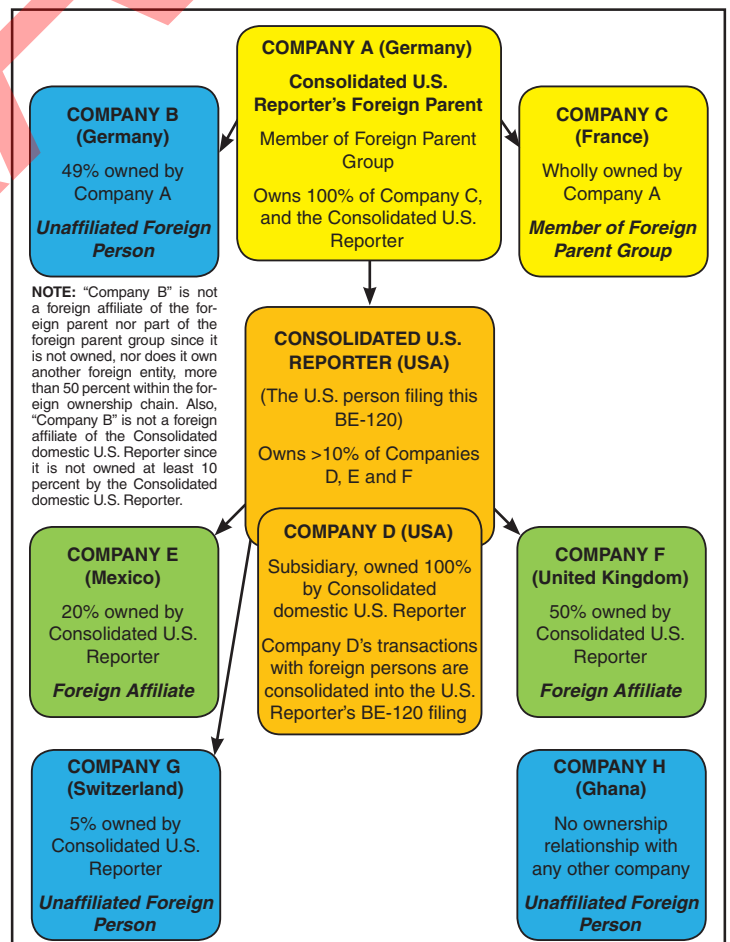 COMPANY A (Germany)
Consolidated U.S.
Reporter's Foreign Parent
Member of Foreign Parent
Group
Owns 100% of Company C,
and the Consolidated U.S.
Reporter
COMPANY B
(Germany)
49% owned by
Company A
Unaffiliated Foreign
Person
COMPANY C
(France)
Wholly owned by
Company A
Member of Foreign
Parent Group
NOTE: “Company B” is not
a foreign affiliate of the for-
eign parent nor part of the
foreign parent group since it
is not owned, nor does it own
another foreign entity, more
than 50 percent within the for-
eign ownership chain. Also,
“Company B” is not a foreign
affiliate of the Consolidated
domestic U.S. Reporter since
it is not owned at least 10
percent by the Consolidated
domestic U.S. Reporter.
CONSOLIDATED U.S.
REPORTER (USA)
(The U.S. person filing this
BE-120)
Owns >10% of Companies
D, E and F
COMPANY D (USA)
Subsidiary, owned 100%
by Consolidated
domestic U.S. Reporter
Company D's transactions
with foreign persons are
consolidated into the U.S.
Reporter's BE-120 filing
COMPANY E
(Mexico)
20% owned by
Consolidated U.S.
Reporter
Foreign Affiliate
COMPANY F
(United Kingdom)
50% owned by
Consolidated U.S.
Reporter
Foreign Affiliate
COMPANY G
(Switzerland)
5% owned by
Consolidated U.S.
Reporter
Unaffiliated Foreign
Person
COMPANY H
(Ghana)
No ownership
relationship with
any other company
Unaffiliated Foreign
Person